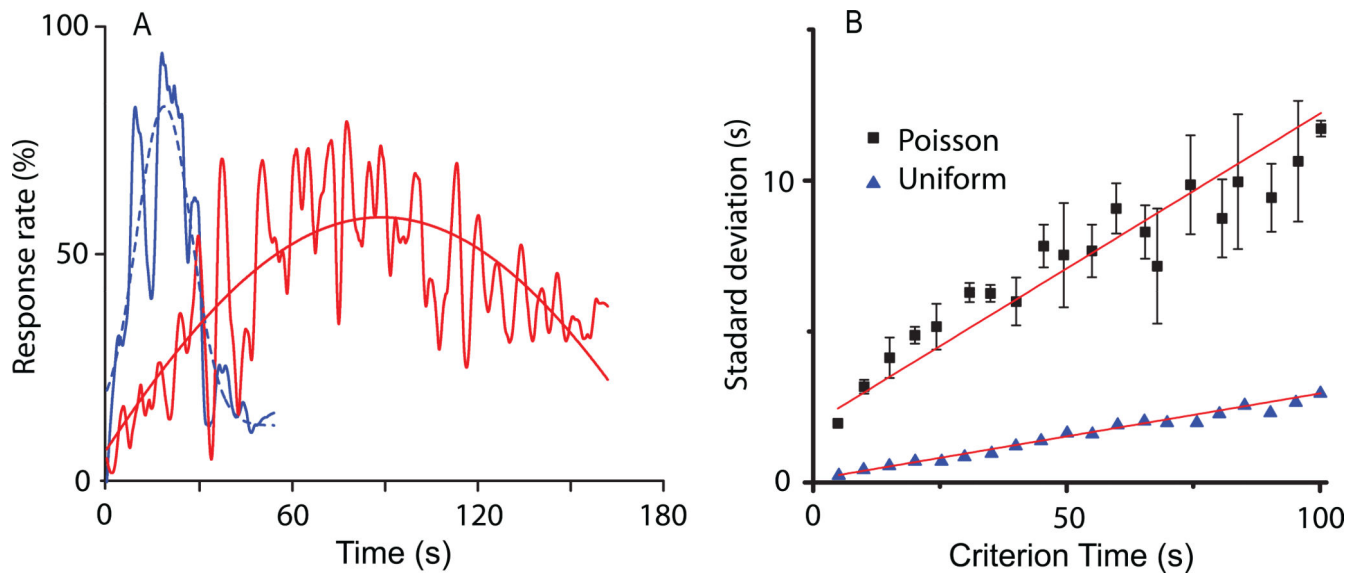 A
100
50
0
Response rate (%)
0
60
120
180
Time (s)
B
Poisson
Uniform
10
0
Stadard deviation (s)
0
50
100
Criterion Time (s)